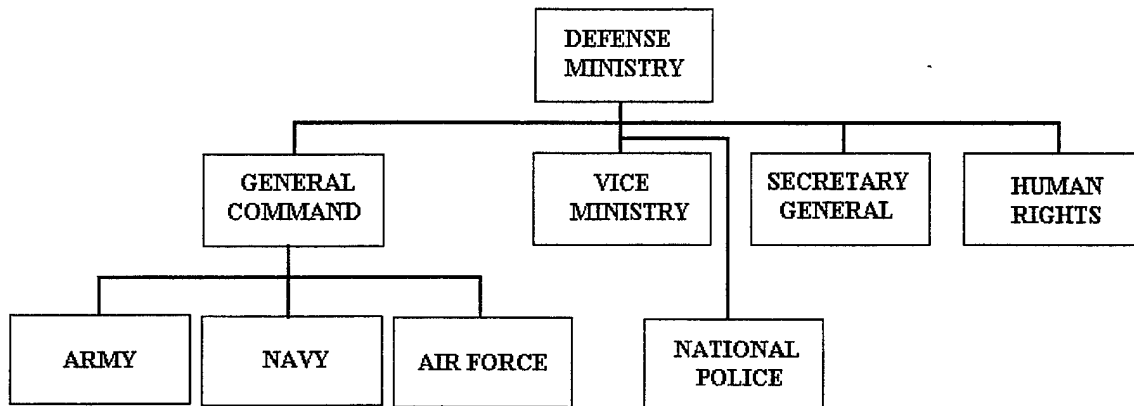 DEFENSE
MINISTRY
GENERAL
COMMAND
VICE
MINISTRY
SECRETARY
GENERAL
HUMAN
RIGHTS
ARMY
NAVY
AIR FORCE
NATIONAL
POLICE